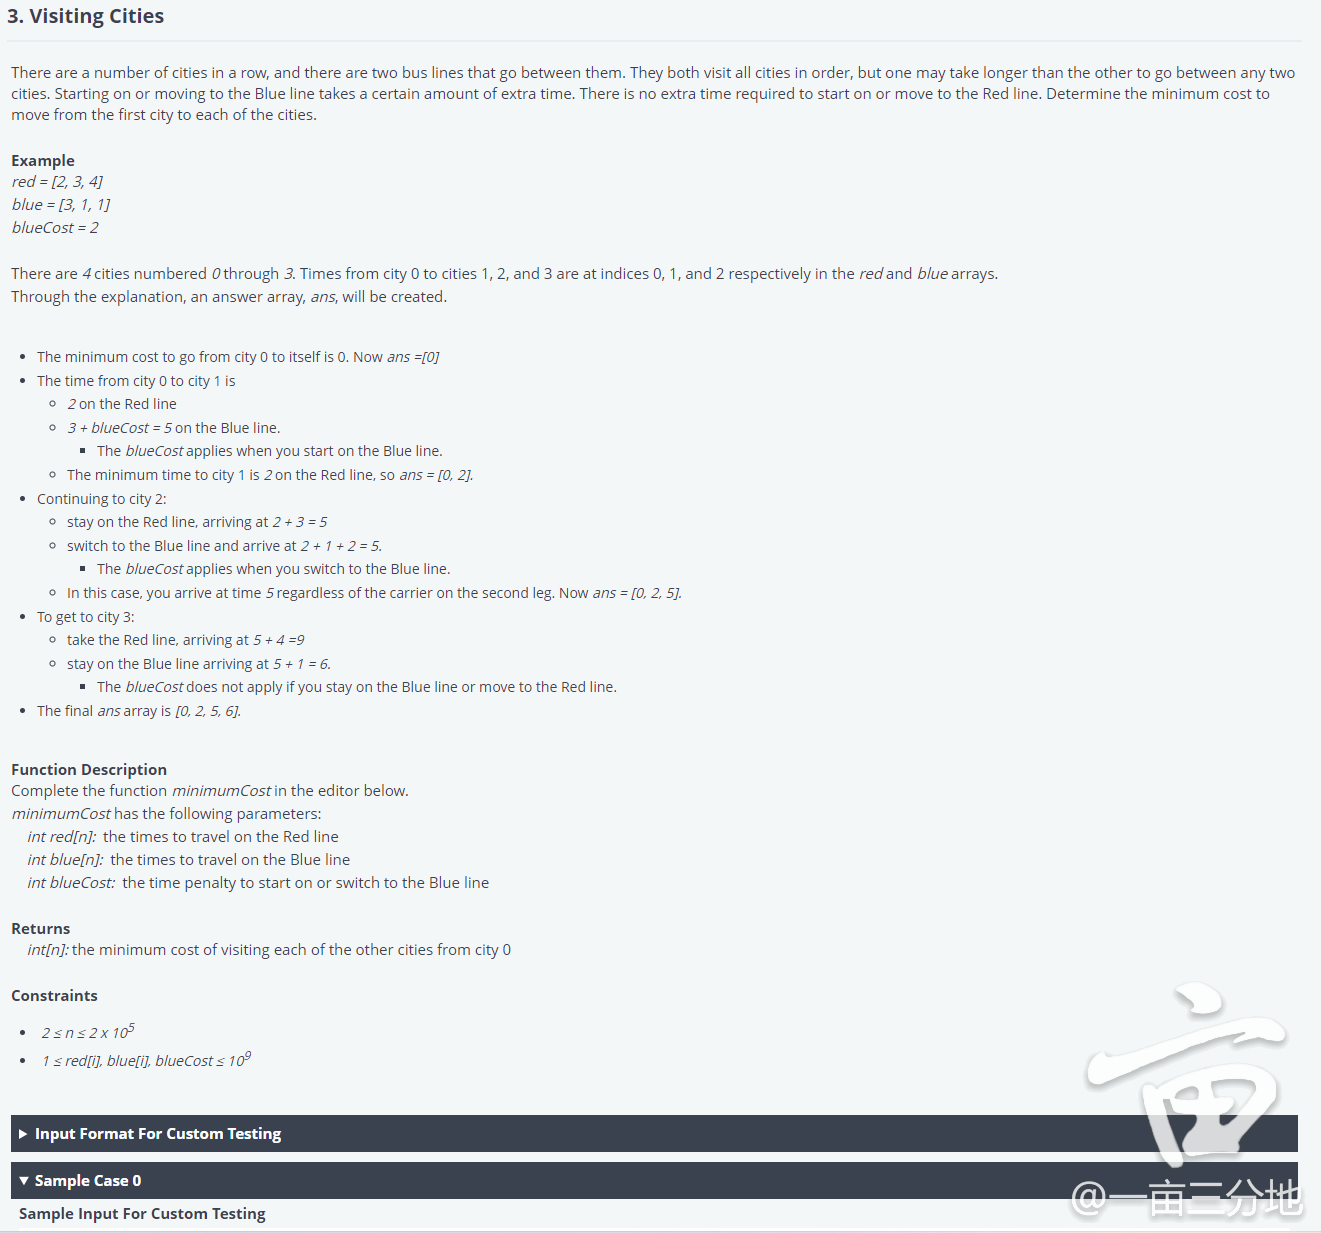 3. Visiting Cities
There are a number of cities in a row, and there are two bus lines that go between them. They both visit all cities in order, but one may take longer than the other to go between any two
cities. Starting on or moving to the Blue line takes a certain amount of extra time. There is no extra time required to start on or move to the Red line. Determine the minimum cost to
move from the first city to each of the cities.
Example
red = [2, 3, 4]
blue = [3, 1, 1]
blueCost = 2
There are 4 cities numbered 0 through 3. Times from city 0 to cities 1, 2, and 3 are at indices 0, 1, and 2 respectively in the red and blue arrays.
Through the explanation, an answer array, ans, will be created.
• The minimum cost to go from city 0 to itself is 0. Now ans =[0]
• The time from city 0 to city 1 is
◦ 2 on the Red line
◦ 3 + blueCost = 5 on the Blue line.
▪ The blueCost applies when you start on the Blue line.
◦ The minimum time to city 1 is 2 on the Red line, so ans = [0, 2].
• Continuing to city 2:
◦ stay on the Red line, arriving at 2 + 3 = 5
◦ switch to the Blue line and arrive at 2 + 1 + 2 = 5.
▪ The blueCost applies when you switch to the Blue line.
◦ In this case, you arrive at time 5 regardless of the carrier on the second leg. Now ans = [0, 2, 5].
• To get to city 3:
◦ take the Red line, arriving at 5 + 4 =9
◦ stay on the Blue line arriving at 5 + 1 = 6.
▪ The blueCost does not apply if you stay on the Blue line or move to the Red line.
• The final ans array is [0, 2, 5, 6].
Function Description
Complete the function minimumCost in the editor below.
minimumCost has the following parameters:
int red[n]: the times to travel on the Red line
int blue[n]: the times to travel on the Blue line
int blueCost: the time penalty to start on or switch to the Blue line
Returns
int[n]: the minimum cost of visiting each of the other cities from city 0
Constraints
• 2 ≤ n ≤ 2 x 10⁵
• 1 ≤ red[i], blue[i], blueCost ≤ 10⁹
亩
▶ Input Format For Custom Testing
▼ Sample Case 0
@一亩三分地
Sample Input For Custom Testing